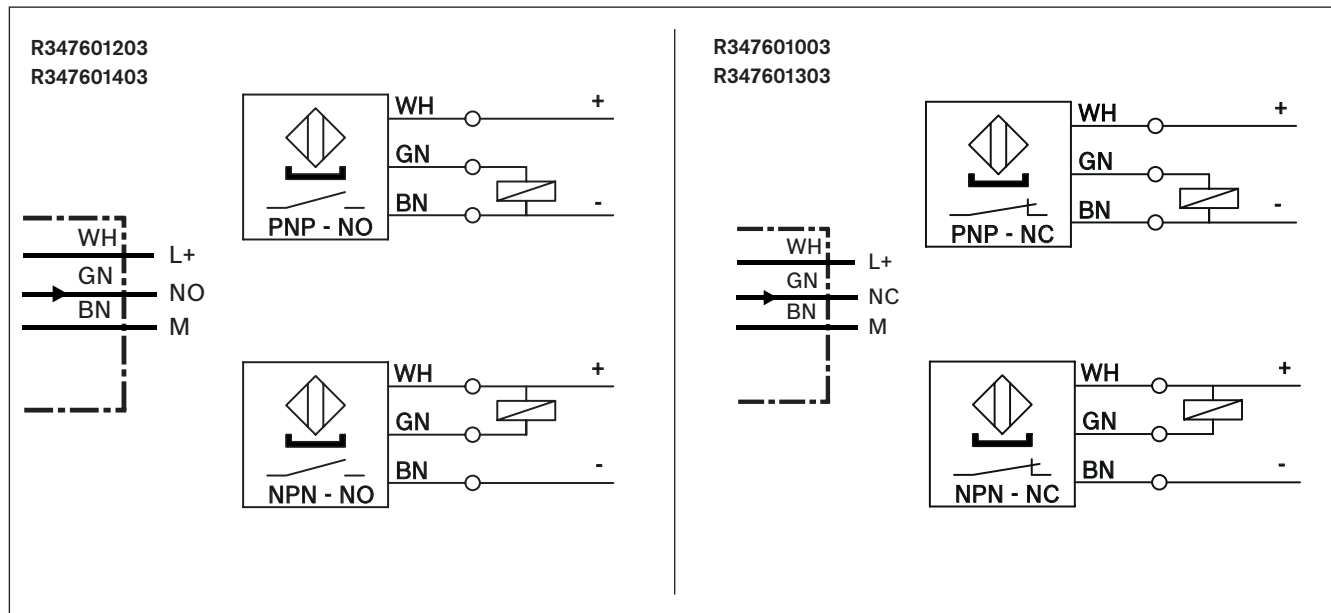 R347601203
R347601403
WH +
GN
BN -
PNP - NO
WH L+
GN NO
BN M
WH +
GN
BN -
NPN - NO
R347601003
R347601303
WH +
GN
BN -
PNP - NC
WH L+
GN NC
BN M
WH +
GN
BN -
NPN - NC